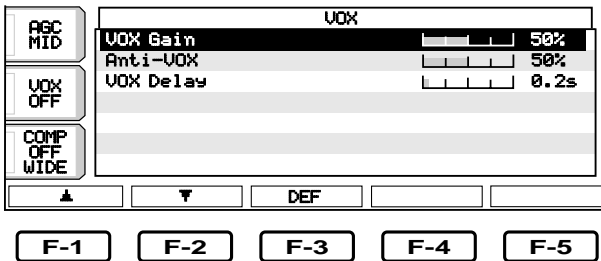 VOX
AGC
MID
VOX Gain 50%
Anti-VOX 50%
VOX Delay 0.2s
VOX
OFF
COMP
OFF
WIDE
▲ ▼ DEF
F-1 F-2 F-3 F-4 F-5